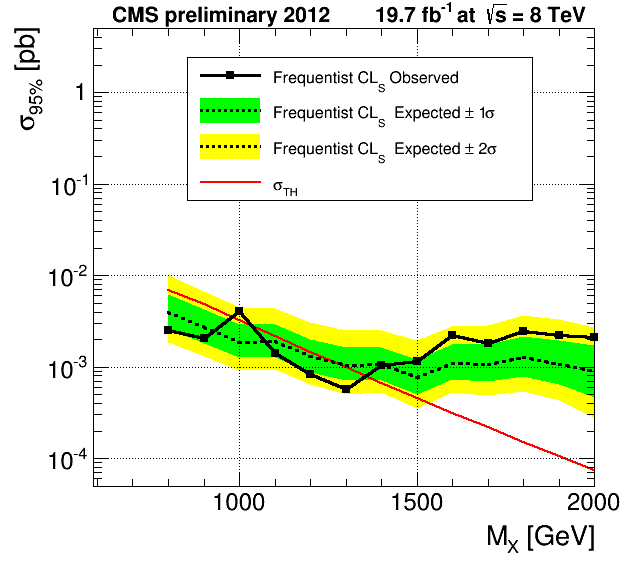 CMS preliminary 2012 19.7 fb⁻¹ at √s = 8 TeV
σ95% [pb]
Frequentist CLS Observed
Frequentist CLS Expected ± 1σ
Frequentist CLS Expected ± 2σ
σTH
1
10⁻¹
10⁻²
10⁻³
10⁻⁴
1000 1500 2000
MX [GeV]